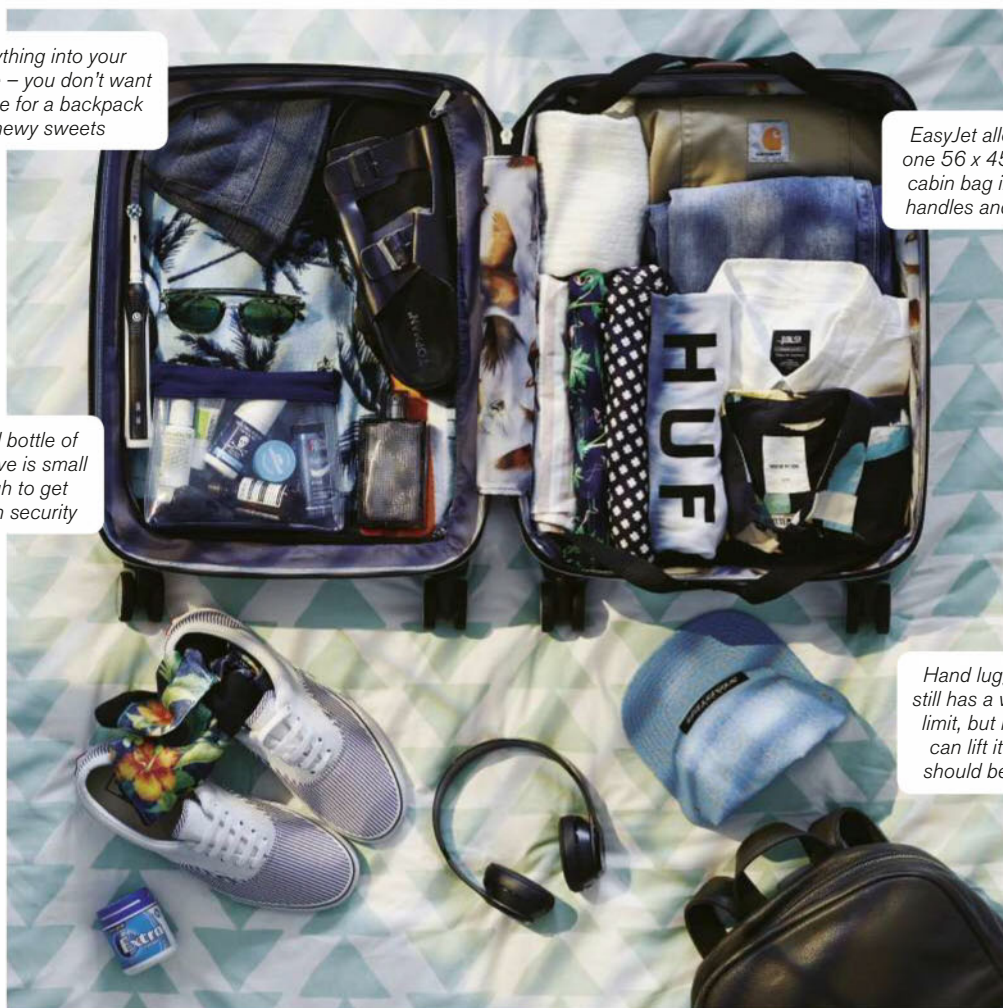 ything into your
– you don't want
e for a backpack
hewy sweets
EasyJet all
one 56 x 45
cabin bag i
handles and
HUF
l bottle of
ve is small
gh to get
n security
Hand lug
still has a
limit, but
can lift it
should be
Extra